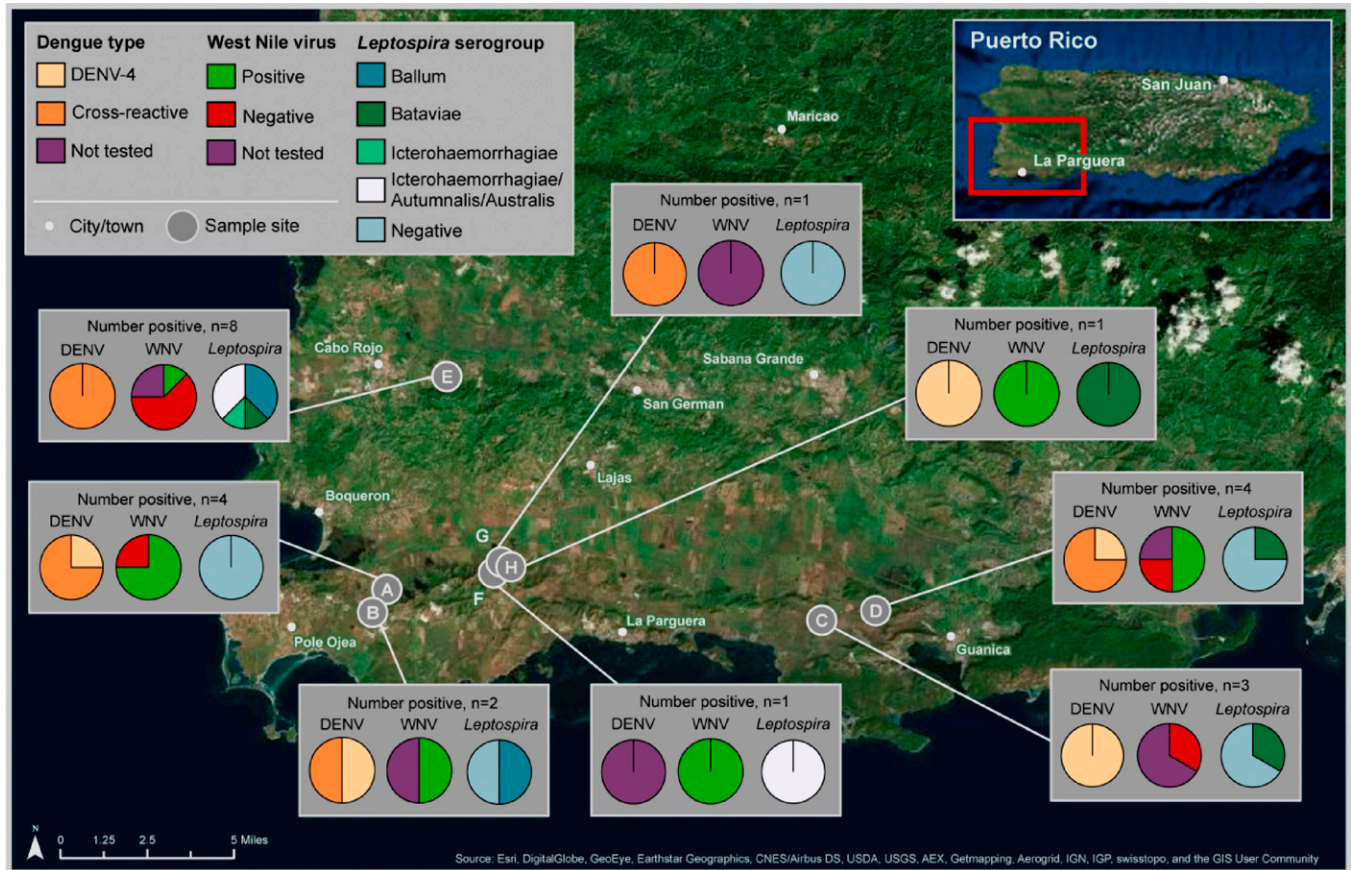 Dengue type
DENV-4
Cross-reactive
Not tested
West Nile virus
Positive
Negative
Not tested
Leptospira serogroup
Ballum
Bataviae
Icterohaemorrhagiae
Icterohaemorrhagiae/
Autumnalis/Australis
Negative
City/town
Sample site
Puerto Rico
San Juan
La Parguera
Maricao
Number positive, n=1
DENV WNV Leptospira
Number positive, n=8
DENV WNV Leptospira
Cabo Rojo
E
Sabana Grande
San German
Number positive, n=1
DENV WNV Leptospira
Lajas
Number positive, n=4
DENV WNV Leptospira
Boqueron
Number positive, n=4
DENV WNV Leptospira
G
H
F
A
B
C
D
Pole Ojea
La Parguera
Guanica
Number positive, n=2
DENV WNV Leptospira
Number positive, n=1
DENV WNV Leptospira
Number positive, n=3
DENV WNV Leptospira
N
0 1.25 2.5 5 Miles
Source: Esri, DigitalGlobe, GeoEye, Earthstar Geographics, CNES/Airbus DS, USDA, USGS, AEX, Getmapping, Aerogrid, IGN, IGP, swisstopo, and the GIS User Community